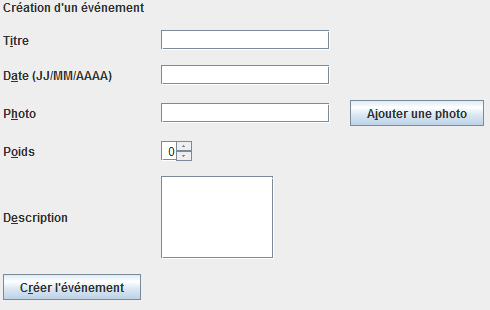 Création d'un événement
Titre
Date (JJ/MM/AAAA)
Photo Ajouter une photo
Poids 0
Description
Créer l'événement